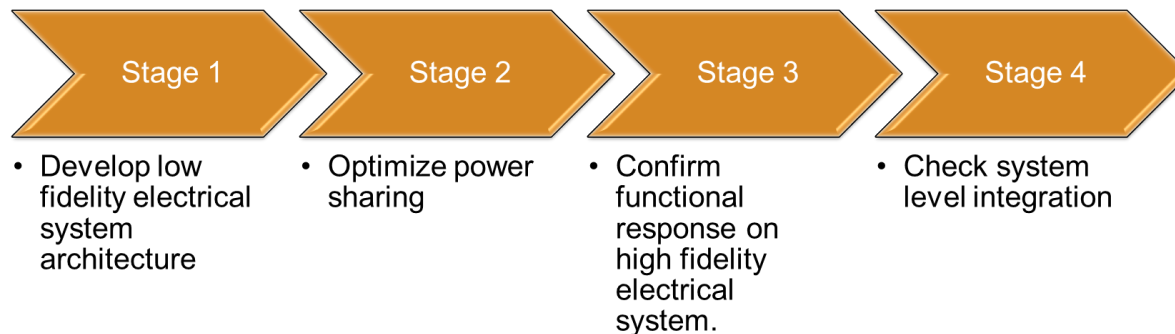 Stage 1
Stage 2
Stage 3
Stage 4
• Develop low
fidelity electrical
system
architecture
• Optimize power
sharing
• Confirm
functional
response on
high fidelity
electrical
system.
• Check system
level integration